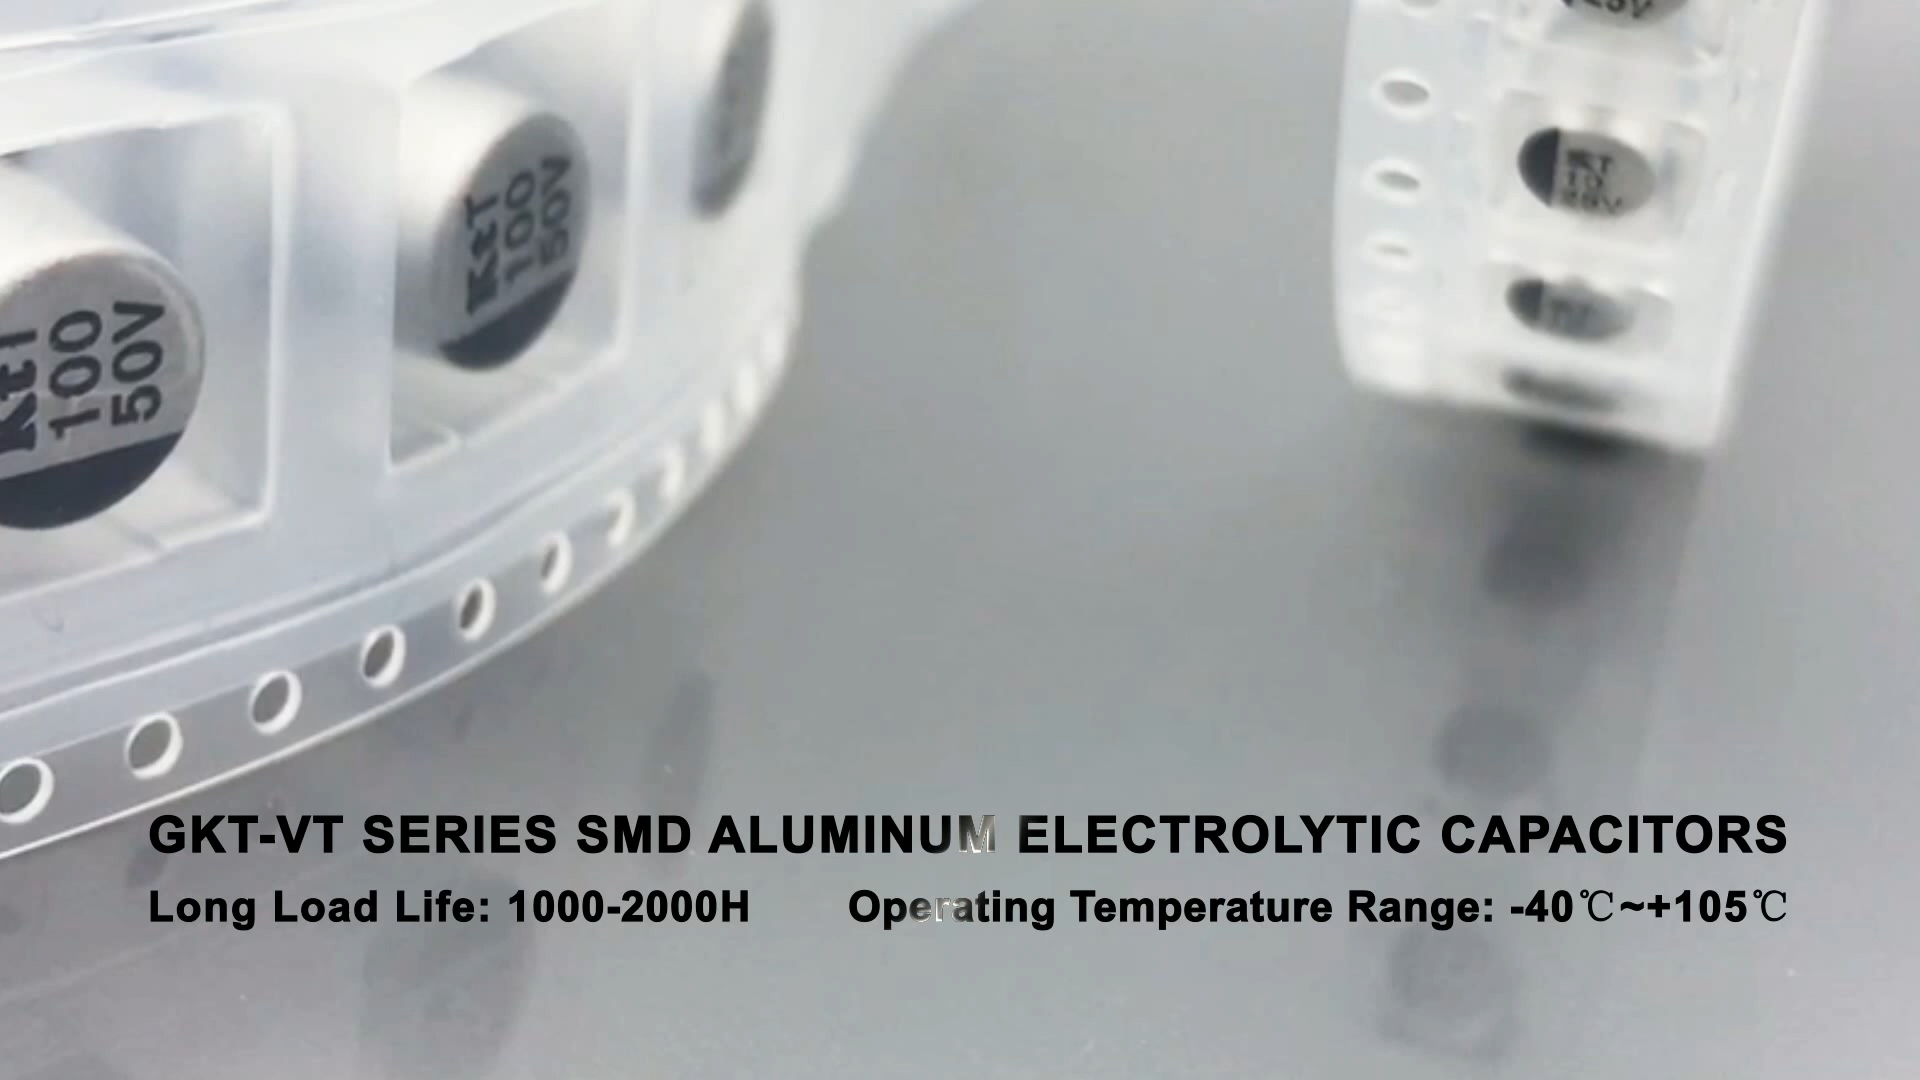 KET
100
50V
KET
100
50V
25V
GKT-VT SERIES SMD ALUMINUM ELECTROLYTIC CAPACITORS
Long Load Life: 1000-2000H Operating Temperature Range: -40℃~+105℃